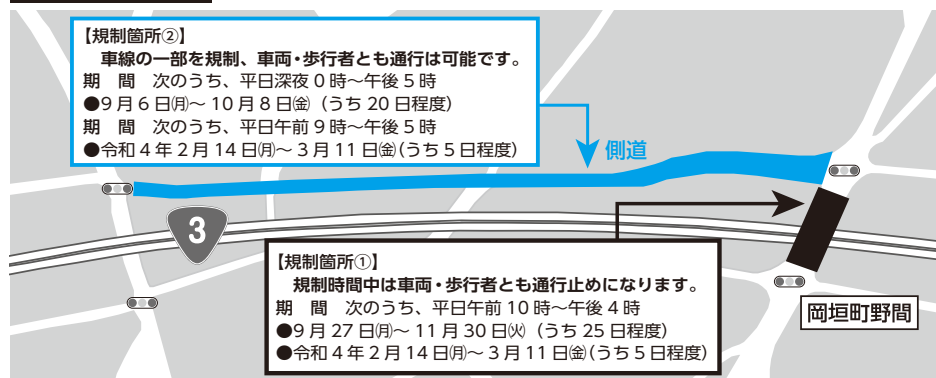 【規制箇所②】
車線の一部を規制、車両・歩行者とも通行は可能です。
期　間　次のうち、平日深夜0時～午後5時
●9月6日㈪～10月8日㈮（うち20日程度）
期　間　次のうち、平日午前9時～午後5時
●令和4年2月14日㈪～3月11日㈮（うち5日程度）
側道
3
【規制箇所①】
規制時間中は車両・歩行者とも通行止めになります。
期　間　次のうち、平日午前10時～午後4時
●9月27日㈪～11月30日㈫（うち25日程度）
●令和4年2月14日㈪～3月11日㈮（うち5日程度）
岡垣町野間